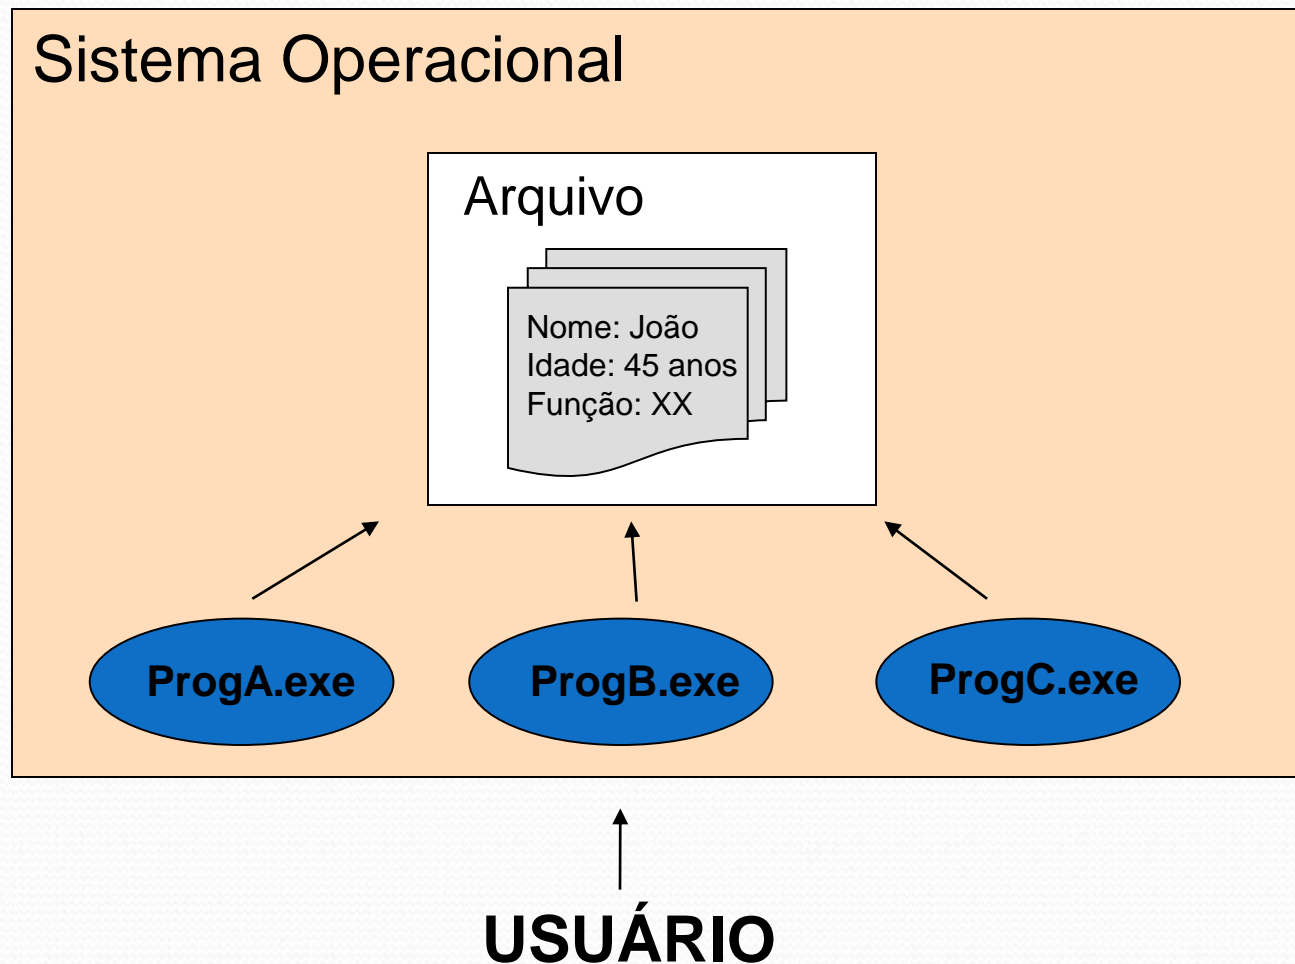 Sistema Operacional
Arquivo
Nome: João
Idade: 45 anos
Função: XX
ProgA.exe
ProgB.exe
ProgC.exe
USUÁRIO